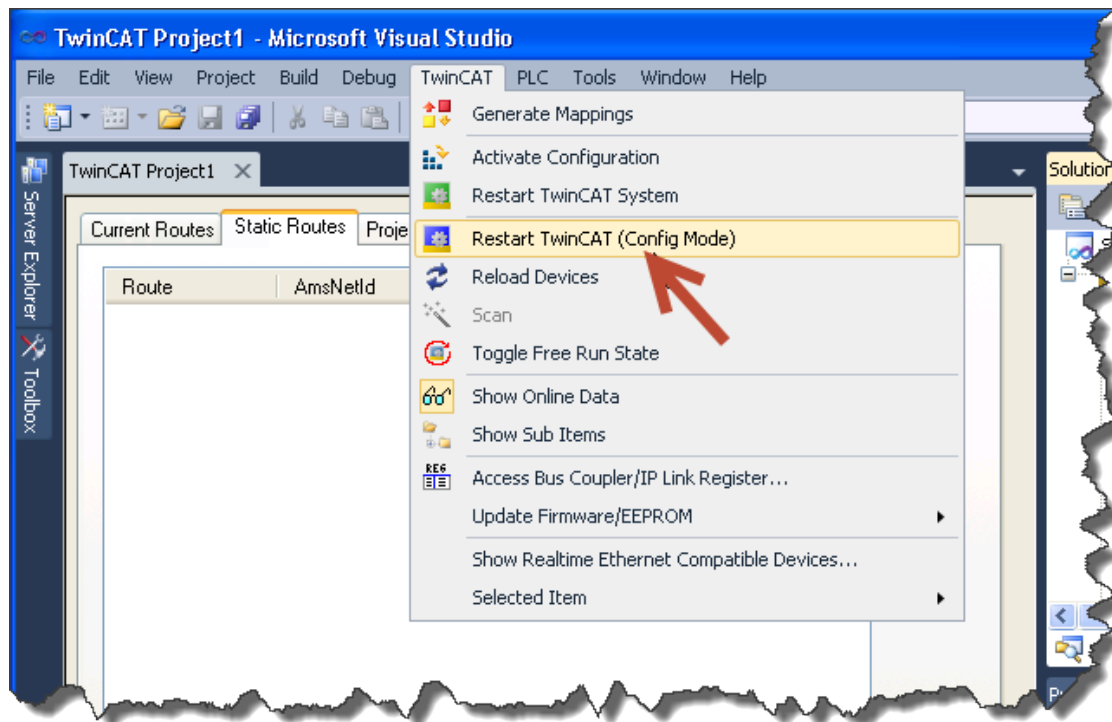 TwinCAT Project1 - Microsoft Visual Studio
File Edit View Project Build Debug TwinCAT PLC Tools Window Help
TwinCAT Project1
Solution
Server Explorer
Toolbox
Current Routes Static Routes Proje
Route AmsNetId
Generate Mappings
Activate Configuration
Restart TwinCAT System
Restart TwinCAT (Config Mode)
Reload Devices
Scan
Toggle Free Run State
Show Online Data
Show Sub Items
REG
Access Bus Coupler/IP Link Register...
Update Firmware/EEPROM
Show Realtime Ethernet Compatible Devices...
Selected Item